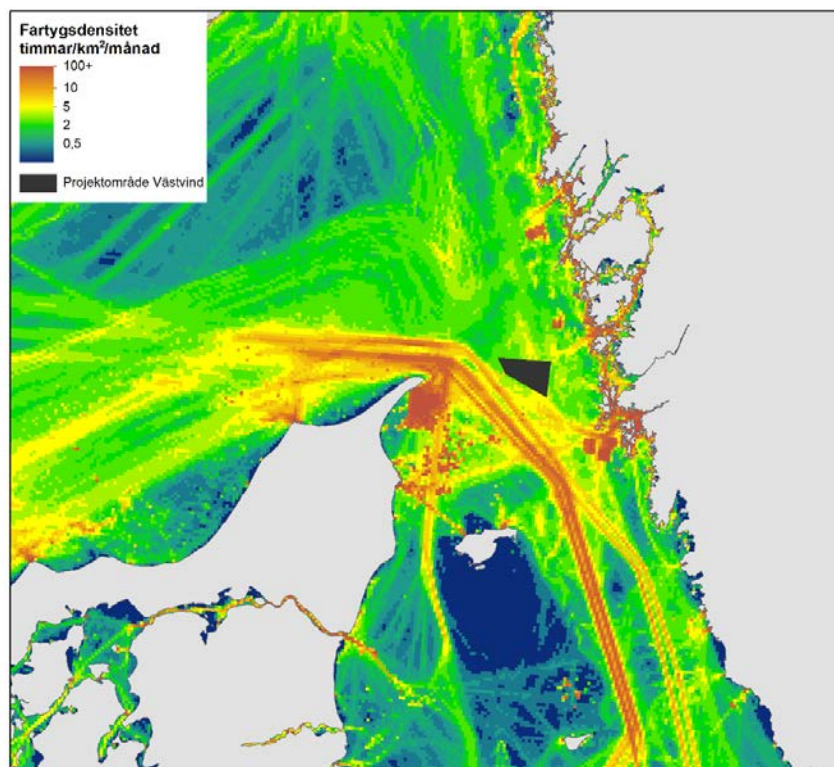 Fartygsdensitet
timmar/km²/månad
100+
10
5
2
0,5
Projektområde Västvind